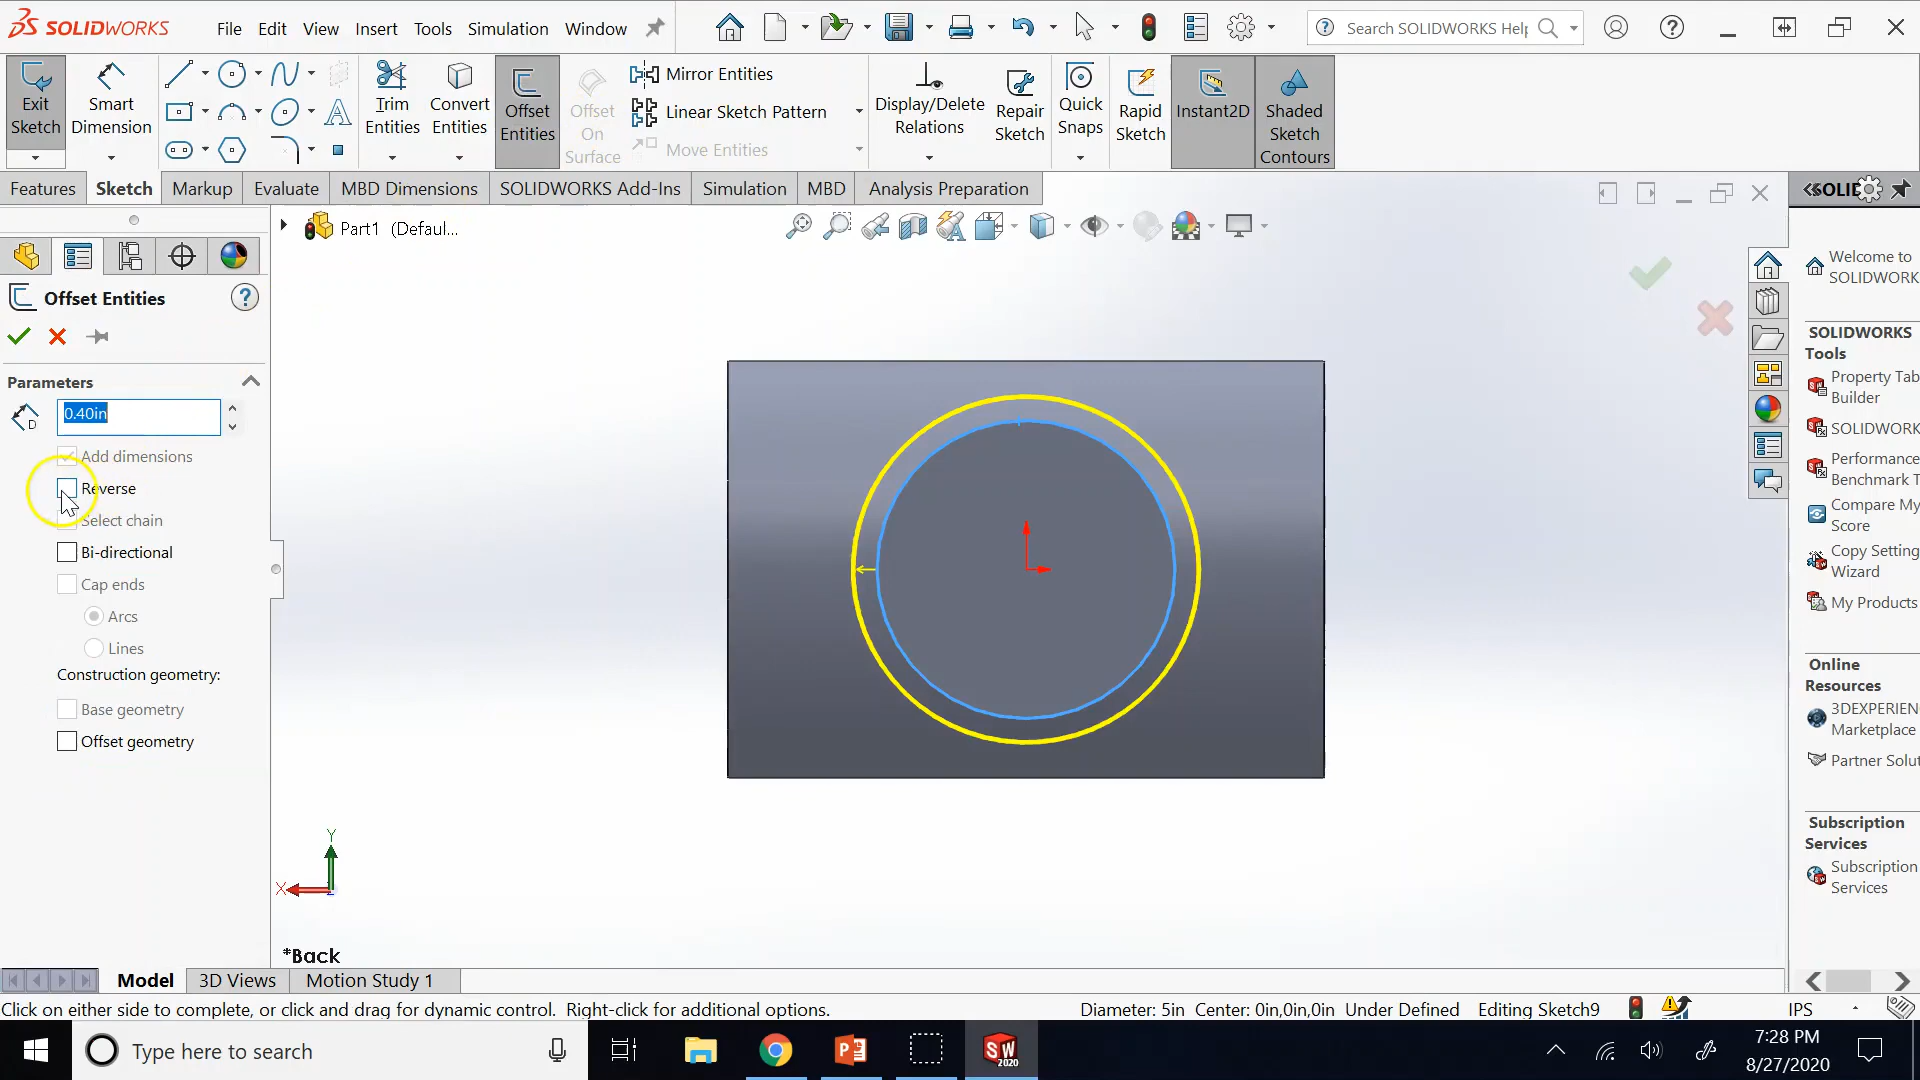 SOLIDWORKS File Edit View Insert Tools Simulation Window Search SOLIDWORKS Help
Exit Sketch
Smart Dimension
Trim Entities
Convert Entities
Offset Entities
Offset On Surface
Mirror Entities
Linear Sketch Pattern
Move Entities
Display/Delete Relations
Repair Sketch
Quick Snaps
Rapid Sketch
Instant2D
Shaded Sketch Contours
Features Sketch Markup Evaluate MBD Dimensions SOLIDWORKS Add-Ins Simulation MBD Analysis Preparation
Part1 (Defaul...
Offset Entities
Parameters
0.40in
Add dimensions
Reverse
Select chain
Bi-directional
Cap ends
Arcs
Lines
Construction geometry:
Base geometry
Offset geometry
Y
X
*Back
SOLID
Welcome to
SOLIDWORKS
SOLIDWORKS
Tools
Property Tab
Builder
SOLIDWORK
Performance
Benchmark T
Compare My
Score
Copy Setting
Wizard
My Products
Online
Resources
3DEXPERIEN
Marketplace
Partner Solut
Subscription
Services
Subscription
Services
Model 3D Views Motion Study 1
Click on either side to complete, or click and drag for dynamic control. Right-click for additional options. Diameter: 5in Center: 0in,0in,0in Under Defined Editing Sketch9 IPS
Type here to search
SW 2020
7:28 PM
8/27/2020